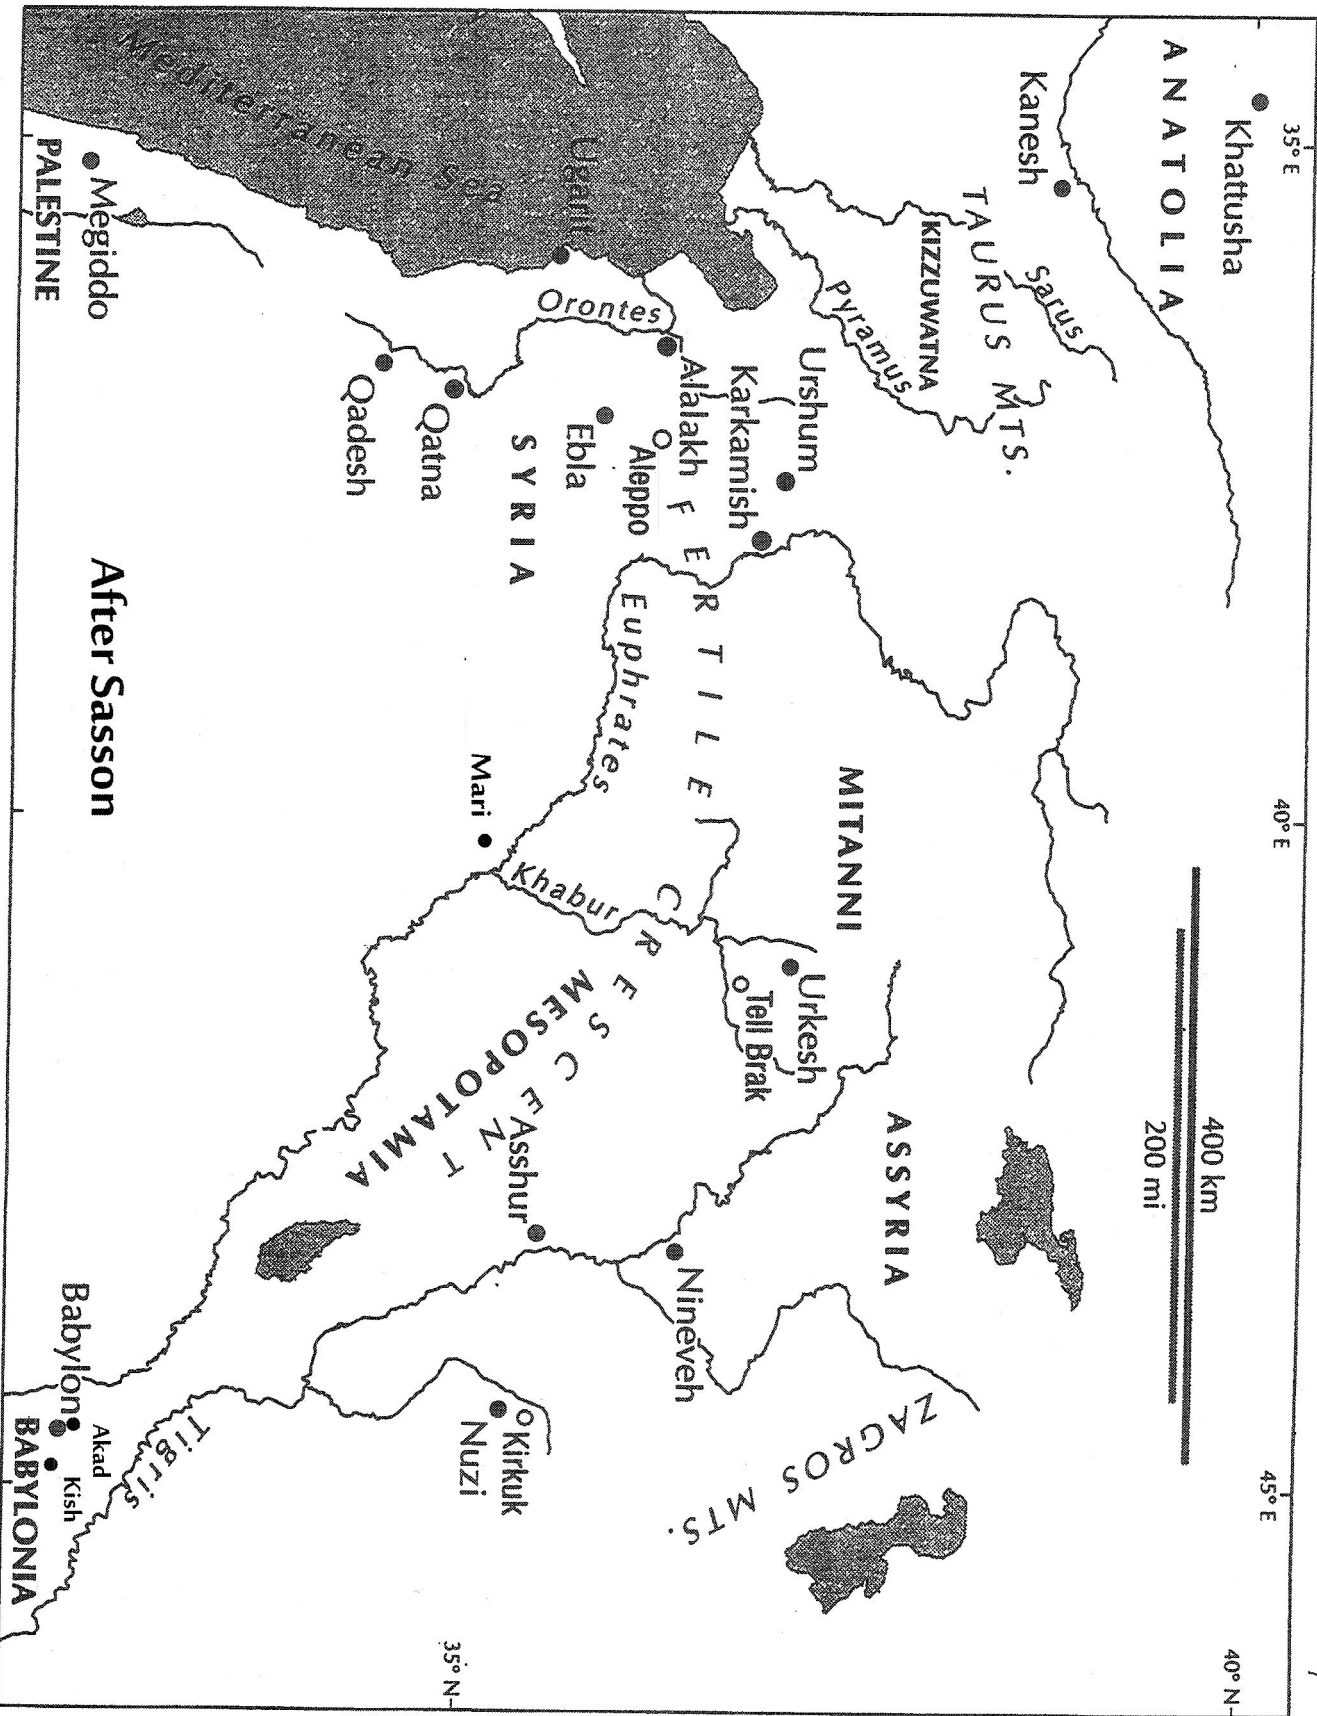 35° E
40° E
45° E
40° N
35° N
ANATOLIA
Khattusha
Kanesh
TAURUS MTS.
Sarus
KIZZUWATNA
Pyramus
400 km
200 mi
Urshum
Karkamish
MITANNI
ASSYRIA
Urkesh
Tell Brak
ZAGROS MTS.
FERTILE CRESCENT
Alalakh
Aleppo
Orontes
Ugarit
Mediterranean Sea
Ebla
SYRIA
Euphrates
Khabur
MESOPOTAMIA
Nineveh
Asshur
Kirkuk
Nuzi
Qatna
Qadesh
Mari
Megiddo
PALESTINE
After Sasson
Tigris
Babylon
Akad
Kish
BABYLONIA